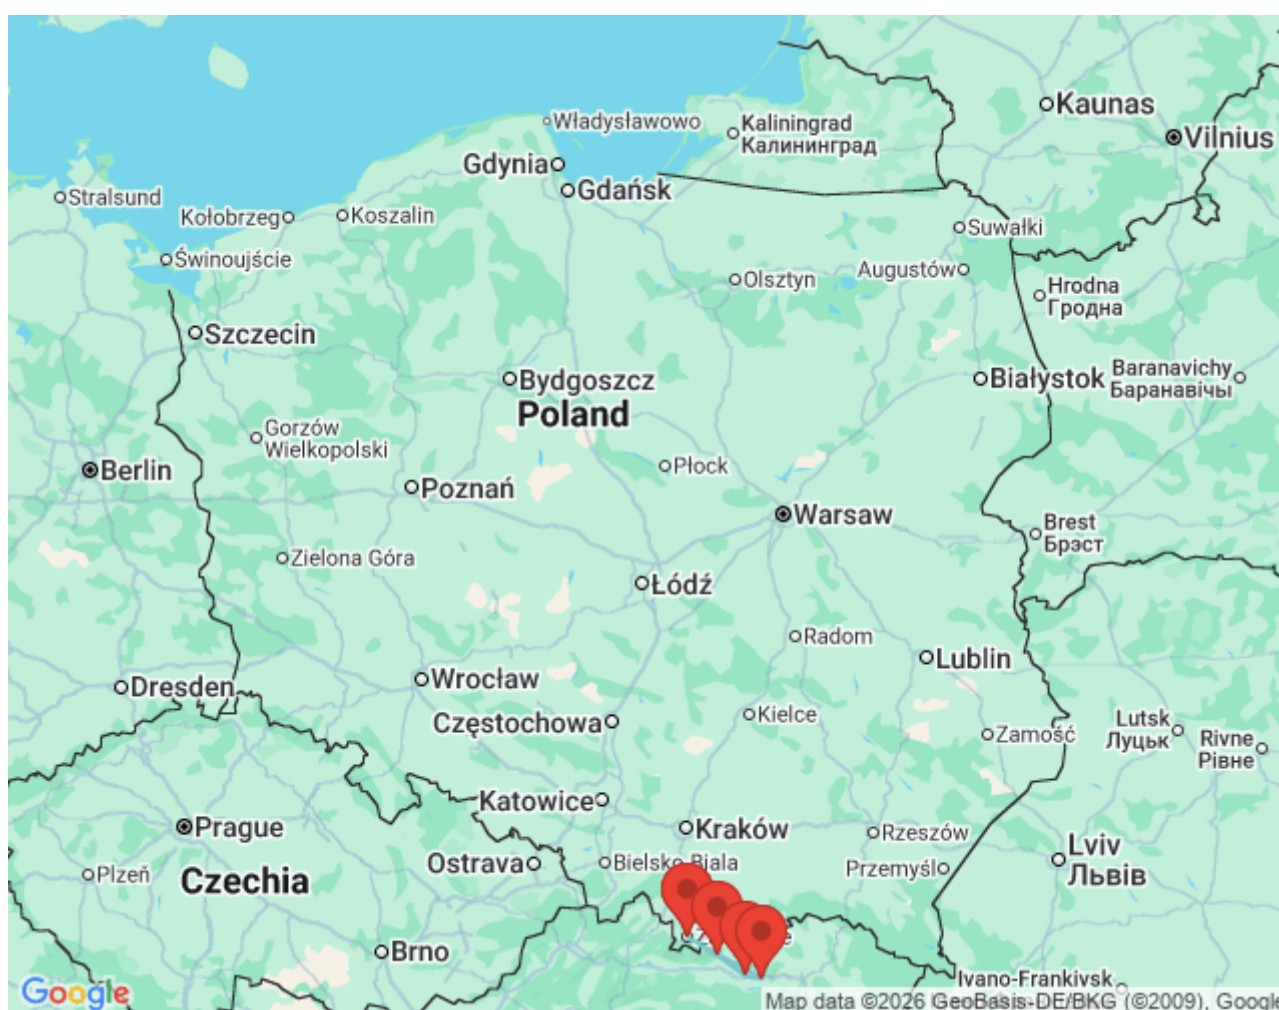 Kaunas
Władysławowo
Kaliningrad
Калининград
Vilnius
Gdynia
Gdańsk
Stralsund
Kołobrzeg
Koszalin
Suwałki
Świnoujście
Augustów
Olsztyn
Hrodna
Гродна
Szczecin
Baranavichy
Баранавічы
Białystok
Bydgoszcz
Poland
Gorzów
Wielkopolski
Płock
Berlin
Poznań
Warsaw
Brest
Брэст
Zielona Góra
Łódź
Radom
Lublin
Dresden
Wrocław
Częstochowa
Kielce
Lutsk
Луцьк
Zamość
Rivne
Рівне
Katowice
Prague
Kraków
Rzeszów
Lviv
Львів
Ostrava
Bielsko-Biala
Przemyśl
Plzeň
Czechia
Brno
Ivano-Frankivsk
Google
Map data ©2026 GeoBasis-DE/BKG (©2009), Google